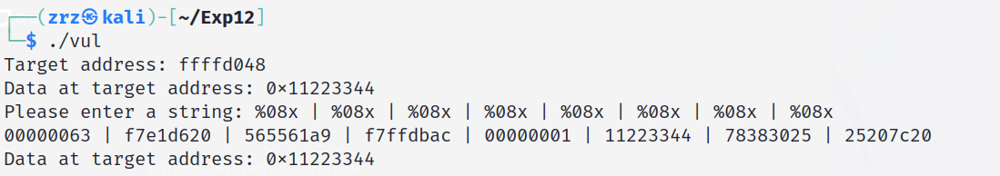 ┌──(zrz㉿kali)-[~/Exp12]
└─$ ./vul
Target address: ffffd048
Data at target address: 0×11223344
Please enter a string: %08x | %08x | %08x | %08x | %08x | %08x | %08x | %08x
00000063 | f7e1d620 | 565561a9 | f7ffdbac | 00000001 | 11223344 | 78383025 | 25207c20
Data at target address: 0×11223344